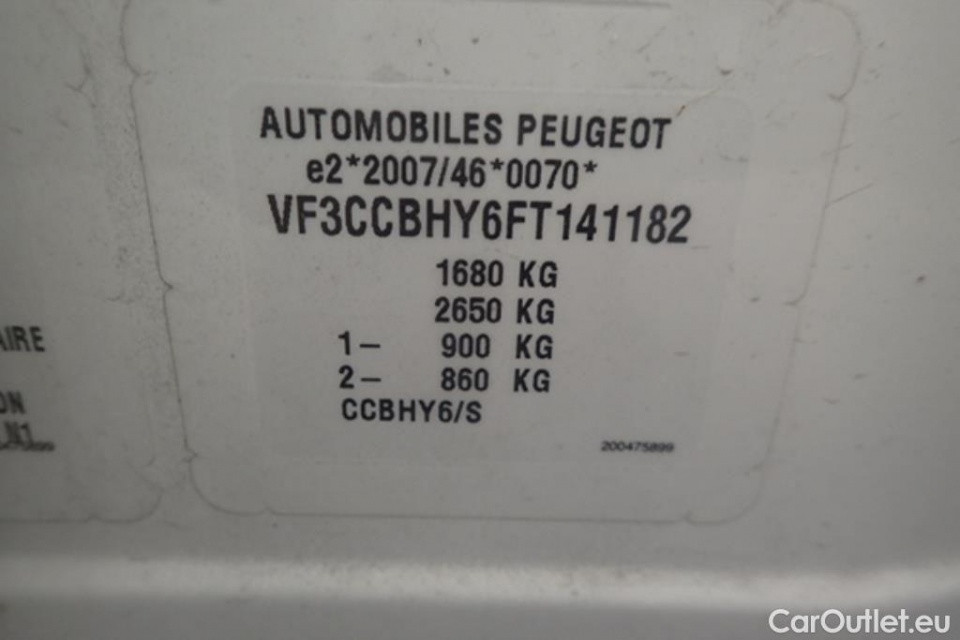 AUTOMOBILES PEUGEOT
e2*2007/46*0070*
VF3CCBHY6FT141182
1680 KG
2650 KG
1- 900 KG
2- 860 KG
CCBHY6/S
200475899
AIRE
ON
N1
CarOutlet.eu